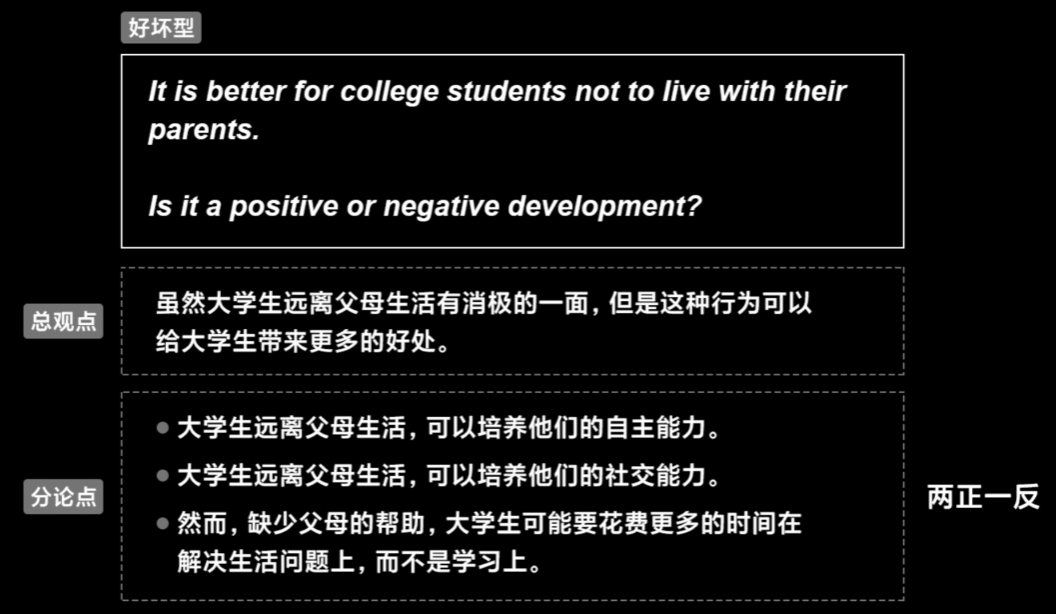 好坏型
It is better for college students not to live with their
parents.
Is it a positive or negative development?
总观点
虽然大学生远离父母生活有消极的一面，但是这种行为可以
给大学生带来更多的好处。
分论点
大学生远离父母生活，可以培养他们的自主能力。
大学生远离父母生活，可以培养他们的社交能力。
然而，缺少父母的帮助，大学生可能要花费更多的时间在
解决生活问题上，而不是学习上。
两正一反